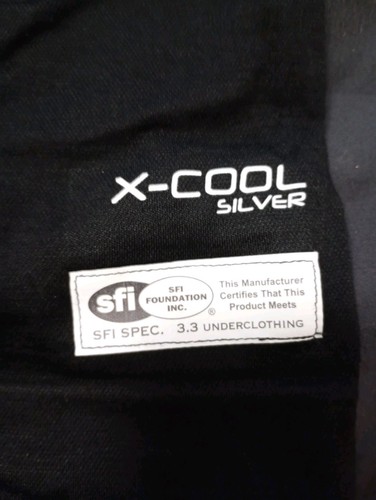 X-COOL
SILVER
sfi
SFI
FOUNDATION
INC.
®
This Manufacturer
Certifies That This
Product Meets
SFI SPEC. 3.3 UNDERCLOTHING